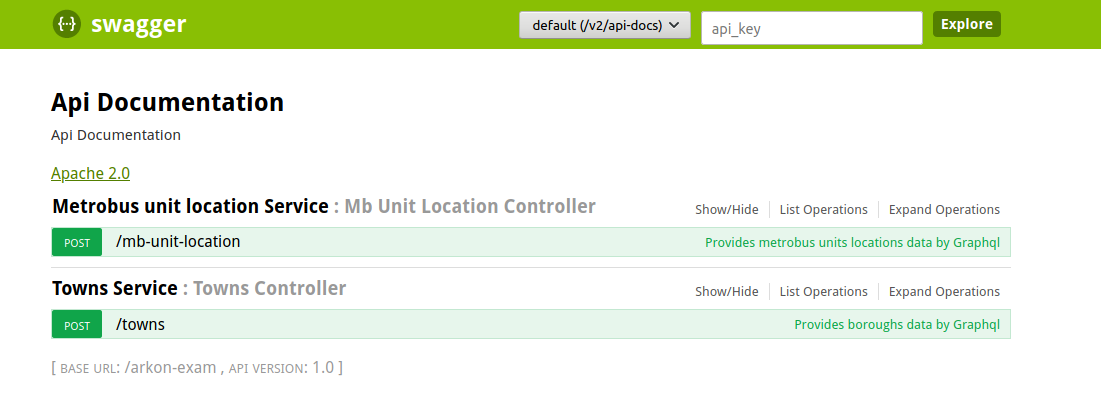 {··} swagger default (/v2/api-docs) api_key Explore
Api Documentation
Api Documentation
Apache 2.0
Metrobus unit location Service : Mb Unit Location Controller Show/Hide List Operations Expand Operations
POST /mb-unit-location Provides metrobus units locations data by Graphql
Towns Service : Towns Controller Show/Hide List Operations Expand Operations
POST /towns Provides boroughs data by Graphql
[ BASE URL: /arkon-exam , API VERSION: 1.0 ]